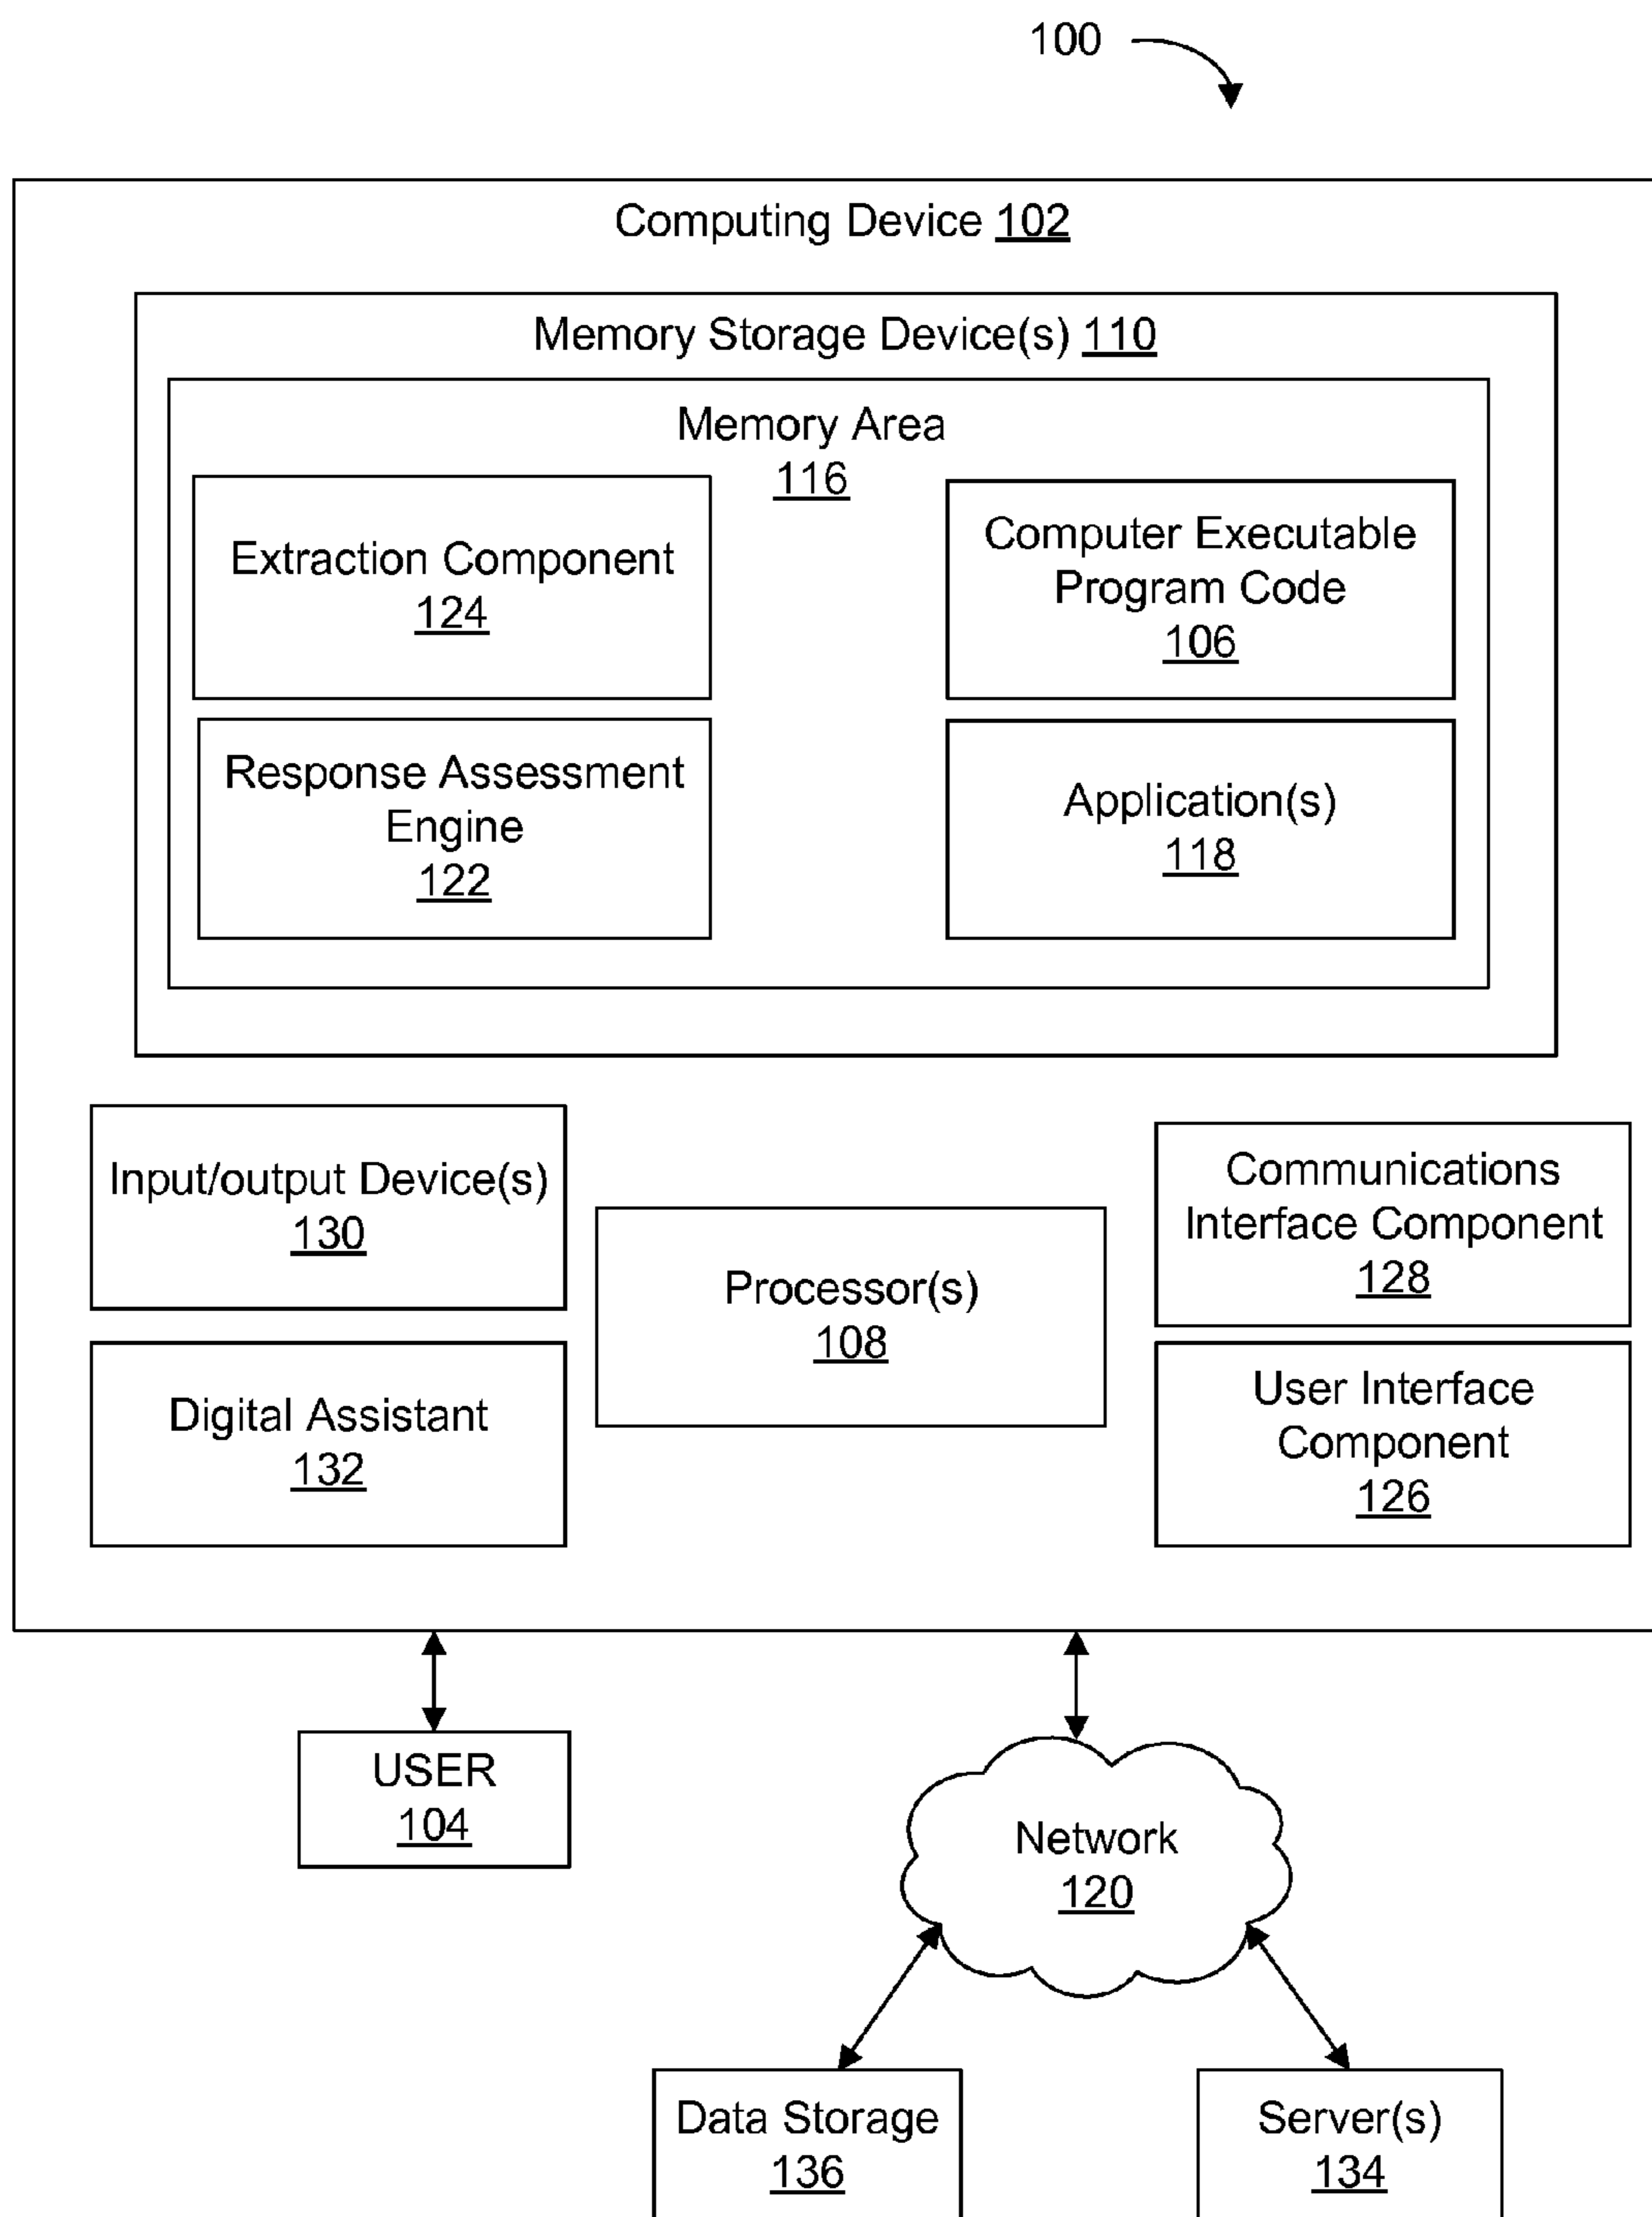 100
Computing Device 102
Memory Storage Device(s) 110
Memory Area
116
Extraction Component
124
Computer Executable
Program Code
106
Response Assessment
Engine
122
Application(s)
118
Input/output Device(s)
130
Processor(s)
108
Communications
Interface Component
128
Digital Assistant
132
User Interface
Component
126
USER
104
Network
120
Data Storage
136
Server(s)
134